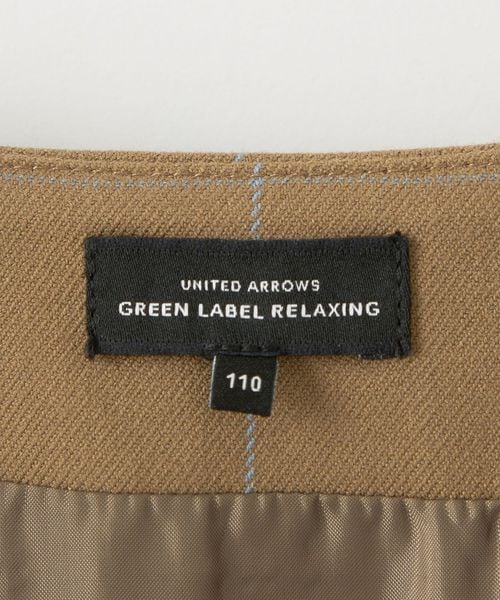 UNITED ARROWS
GREEN LABEL RELAXING
110